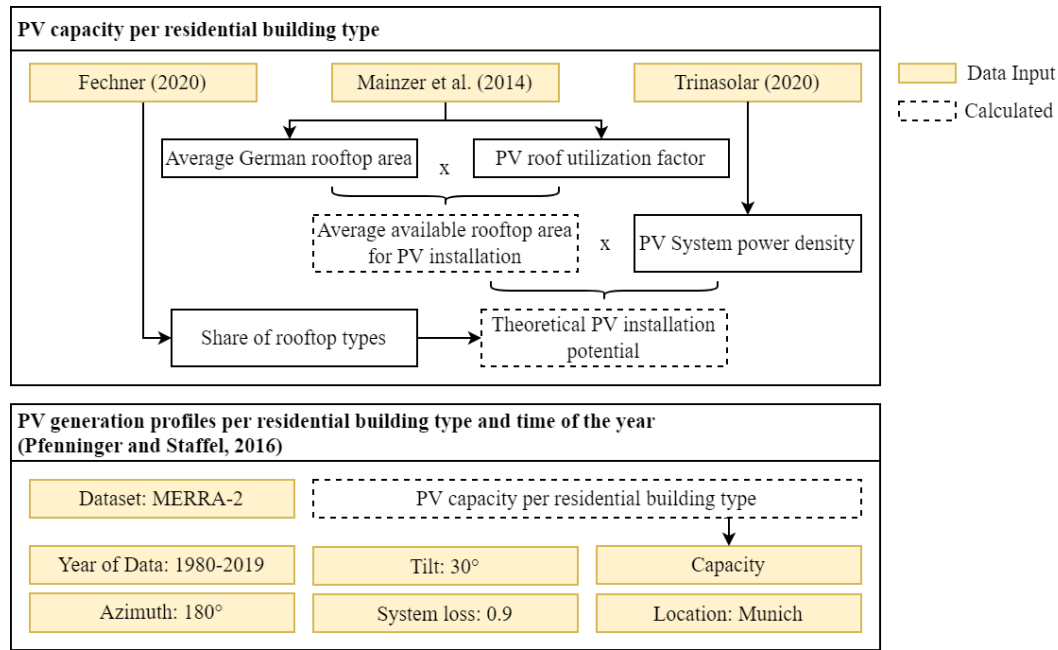 PV capacity per residential building type
Fechner (2020)
Mainzer et al. (2014)
Trinasolar (2020)
Data Input
Calculated
Average German rooftop area
x
PV roof utilization factor
Average available rooftop area
for PV installation
x
PV System power density
Share of rooftop types
Theoretical PV installation
potential
PV generation profiles per residential building type and time of the year
(Pfenninger and Staffel, 2016)
Dataset: MERRA-2
PV capacity per residential building type
Year of Data: 1980-2019
Tilt: 30°
Capacity
Azimuth: 180°
System loss: 0.9
Location: Munich